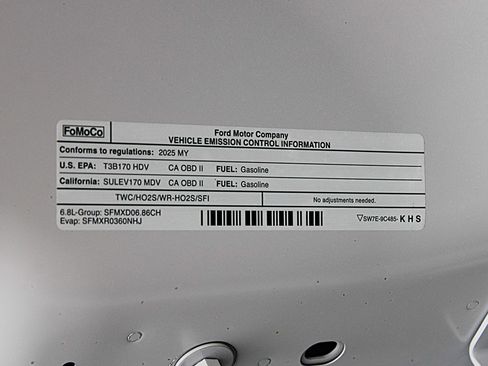 FoMoCo
Ford Motor Company
VEHICLE EMISSION CONTROL INFORMATION
Conforms to regulations: 2025 MY
U.S. EPA: T3B170 HDV CA OBD II FUEL: Gasoline
California: SULEV170 MDV CA OBD II FUEL: Gasoline
TWC/HO2S/WR-HO2S/SFI No adjustments needed.
6.8L-Group: SFMXD06.86CH
Evap: SFMXR0360NHJ
▽SW7E-9C485- K H S